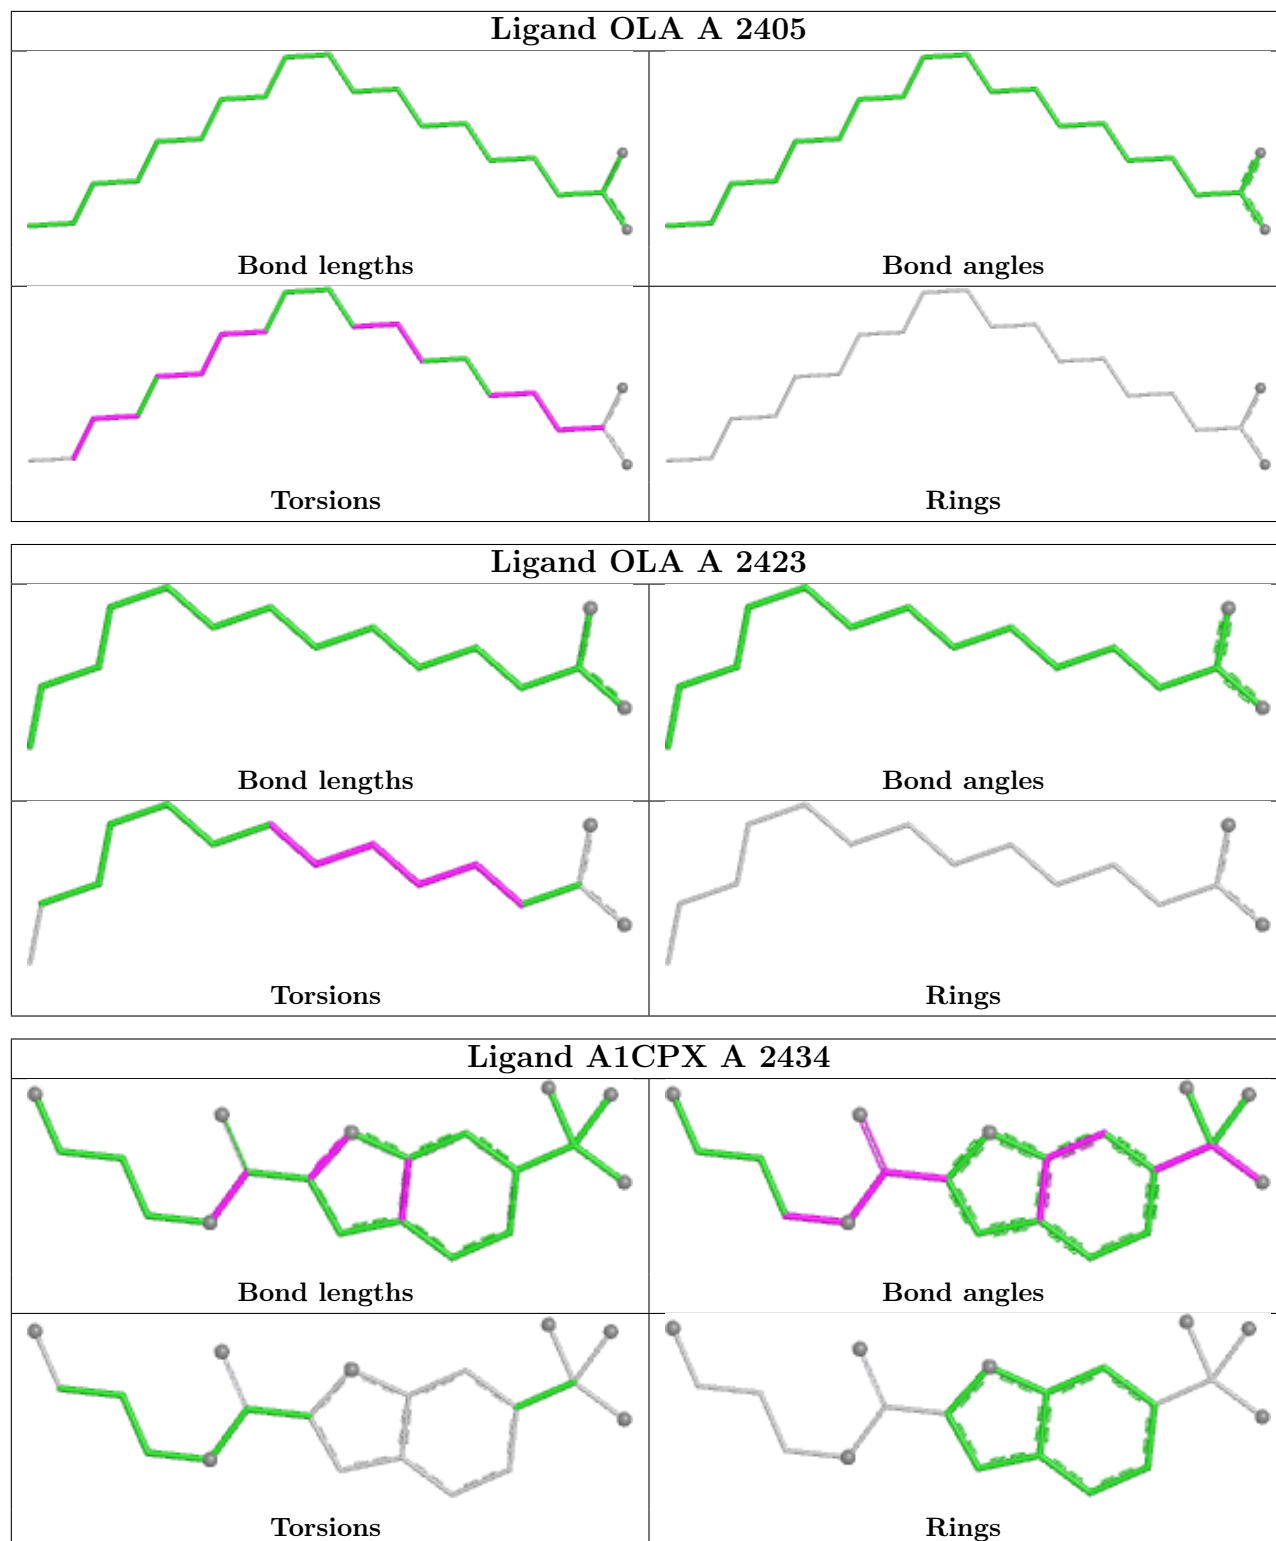 Ligand OLA A 2405
Bond lengths
Bond angles
Torsions
Rings
Ligand OLA A 2423
Bond lengths
Bond angles
Torsions
Rings
Ligand A1CPX A 2434
Bond lengths
Bond angles
Torsions
Rings